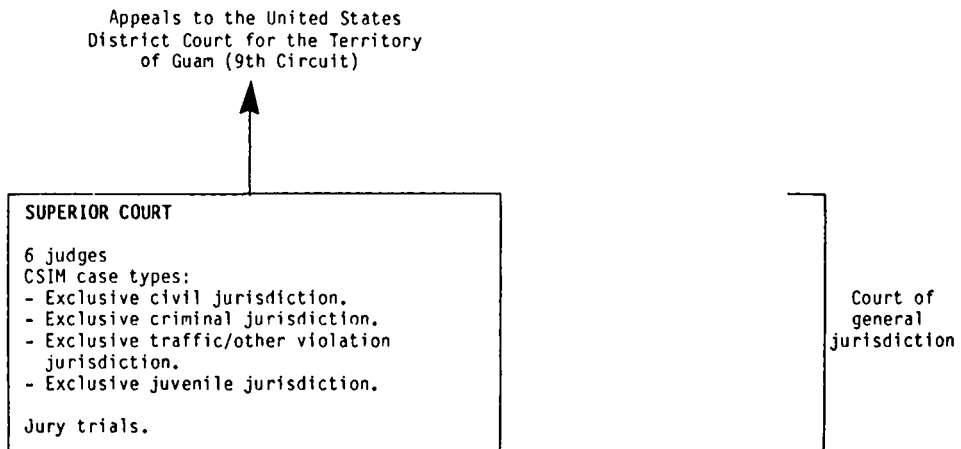 Appeals to the United States
District Court for the Territory
of Guam (9th Circuit)
SUPERIOR COURT
6 judges
CSIM case types:
- Exclusive civil jurisdiction.
- Exclusive criminal jurisdiction.
- Exclusive traffic/other violation
jurisdiction.
- Exclusive juvenile jurisdiction.
Jury trials.
Court of
general
jurisdiction